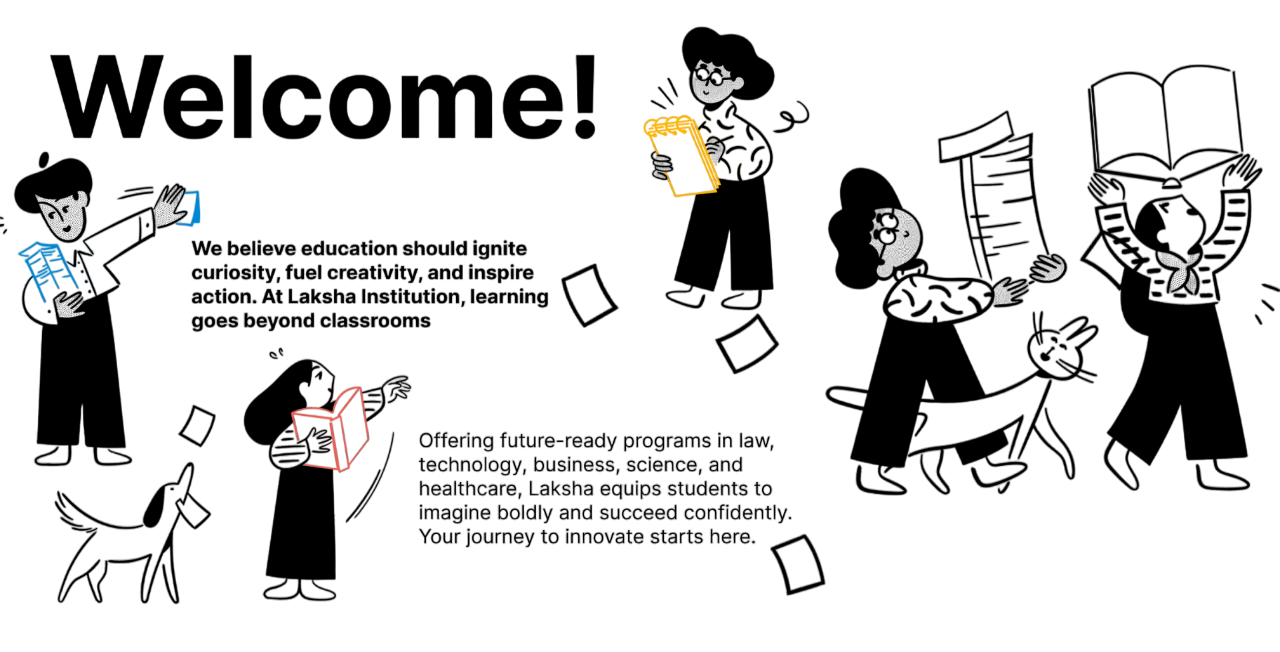 Welcome!
We believe education should ignite
curiosity, fuel creativity, and inspire
action. At Laksha Institution, learning
goes beyond classrooms
Offering future-ready programs in law,
technology, business, science, and
healthcare, Laksha equips students to
imagine boldly and succeed confidently.
Your journey to innovate starts here.